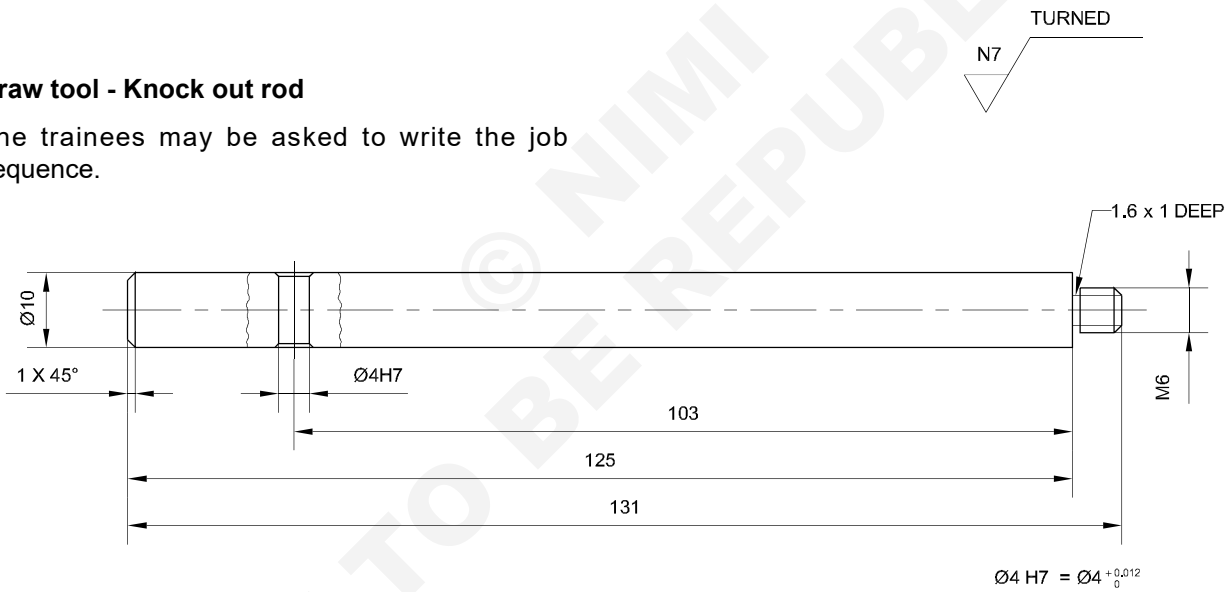 TURNED
N7
raw tool - Knock out rod
he trainees may be asked to write the job
equence.
1.6 x 1 DEEP
Ø10
1 X 45°
Ø4H7
M6
103
125
131
Ø4 H7 = Ø4 +0.012 0
© NIMI
TO BE REPUBL